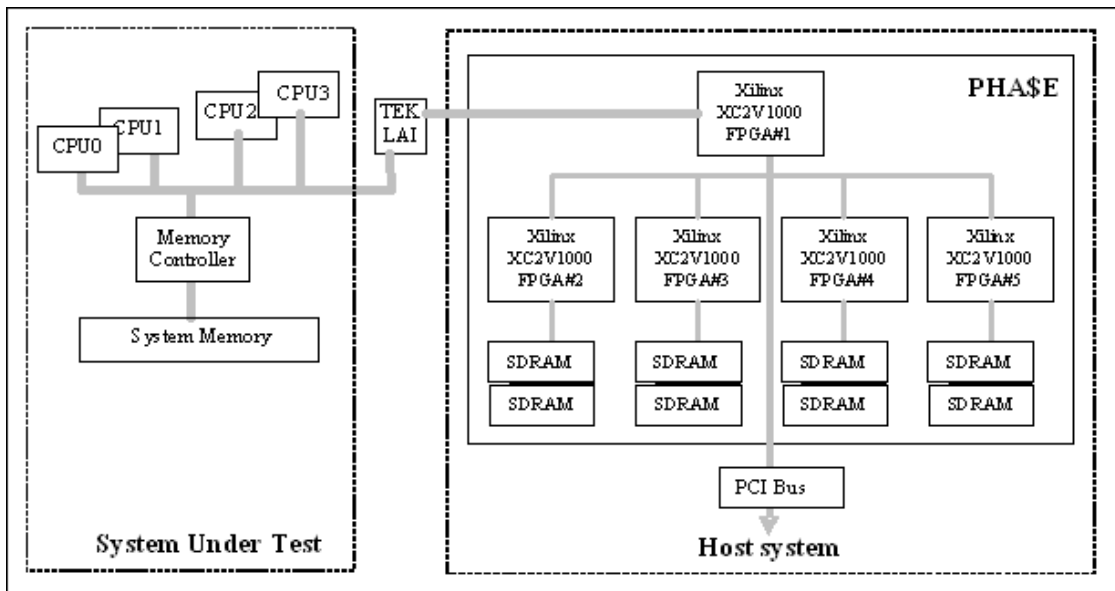 CPU0
CPU1
CPU2
CPU3
Memory
Controller
System Memory
System Under Test
TEK
LAI
PHA$E
Xilinx
XC2V1000
FPGA#1
Xilinx
XC2V1000
FPGA#2
Xilinx
XC2V1000
FPGA#3
Xilinx
XC2V1000
FPGA#4
Xilinx
XC2V1000
FPGA#5
SDRAM
SDRAM
SDRAM
SDRAM
SDRAM
SDRAM
SDRAM
SDRAM
PCI Bus
Host system